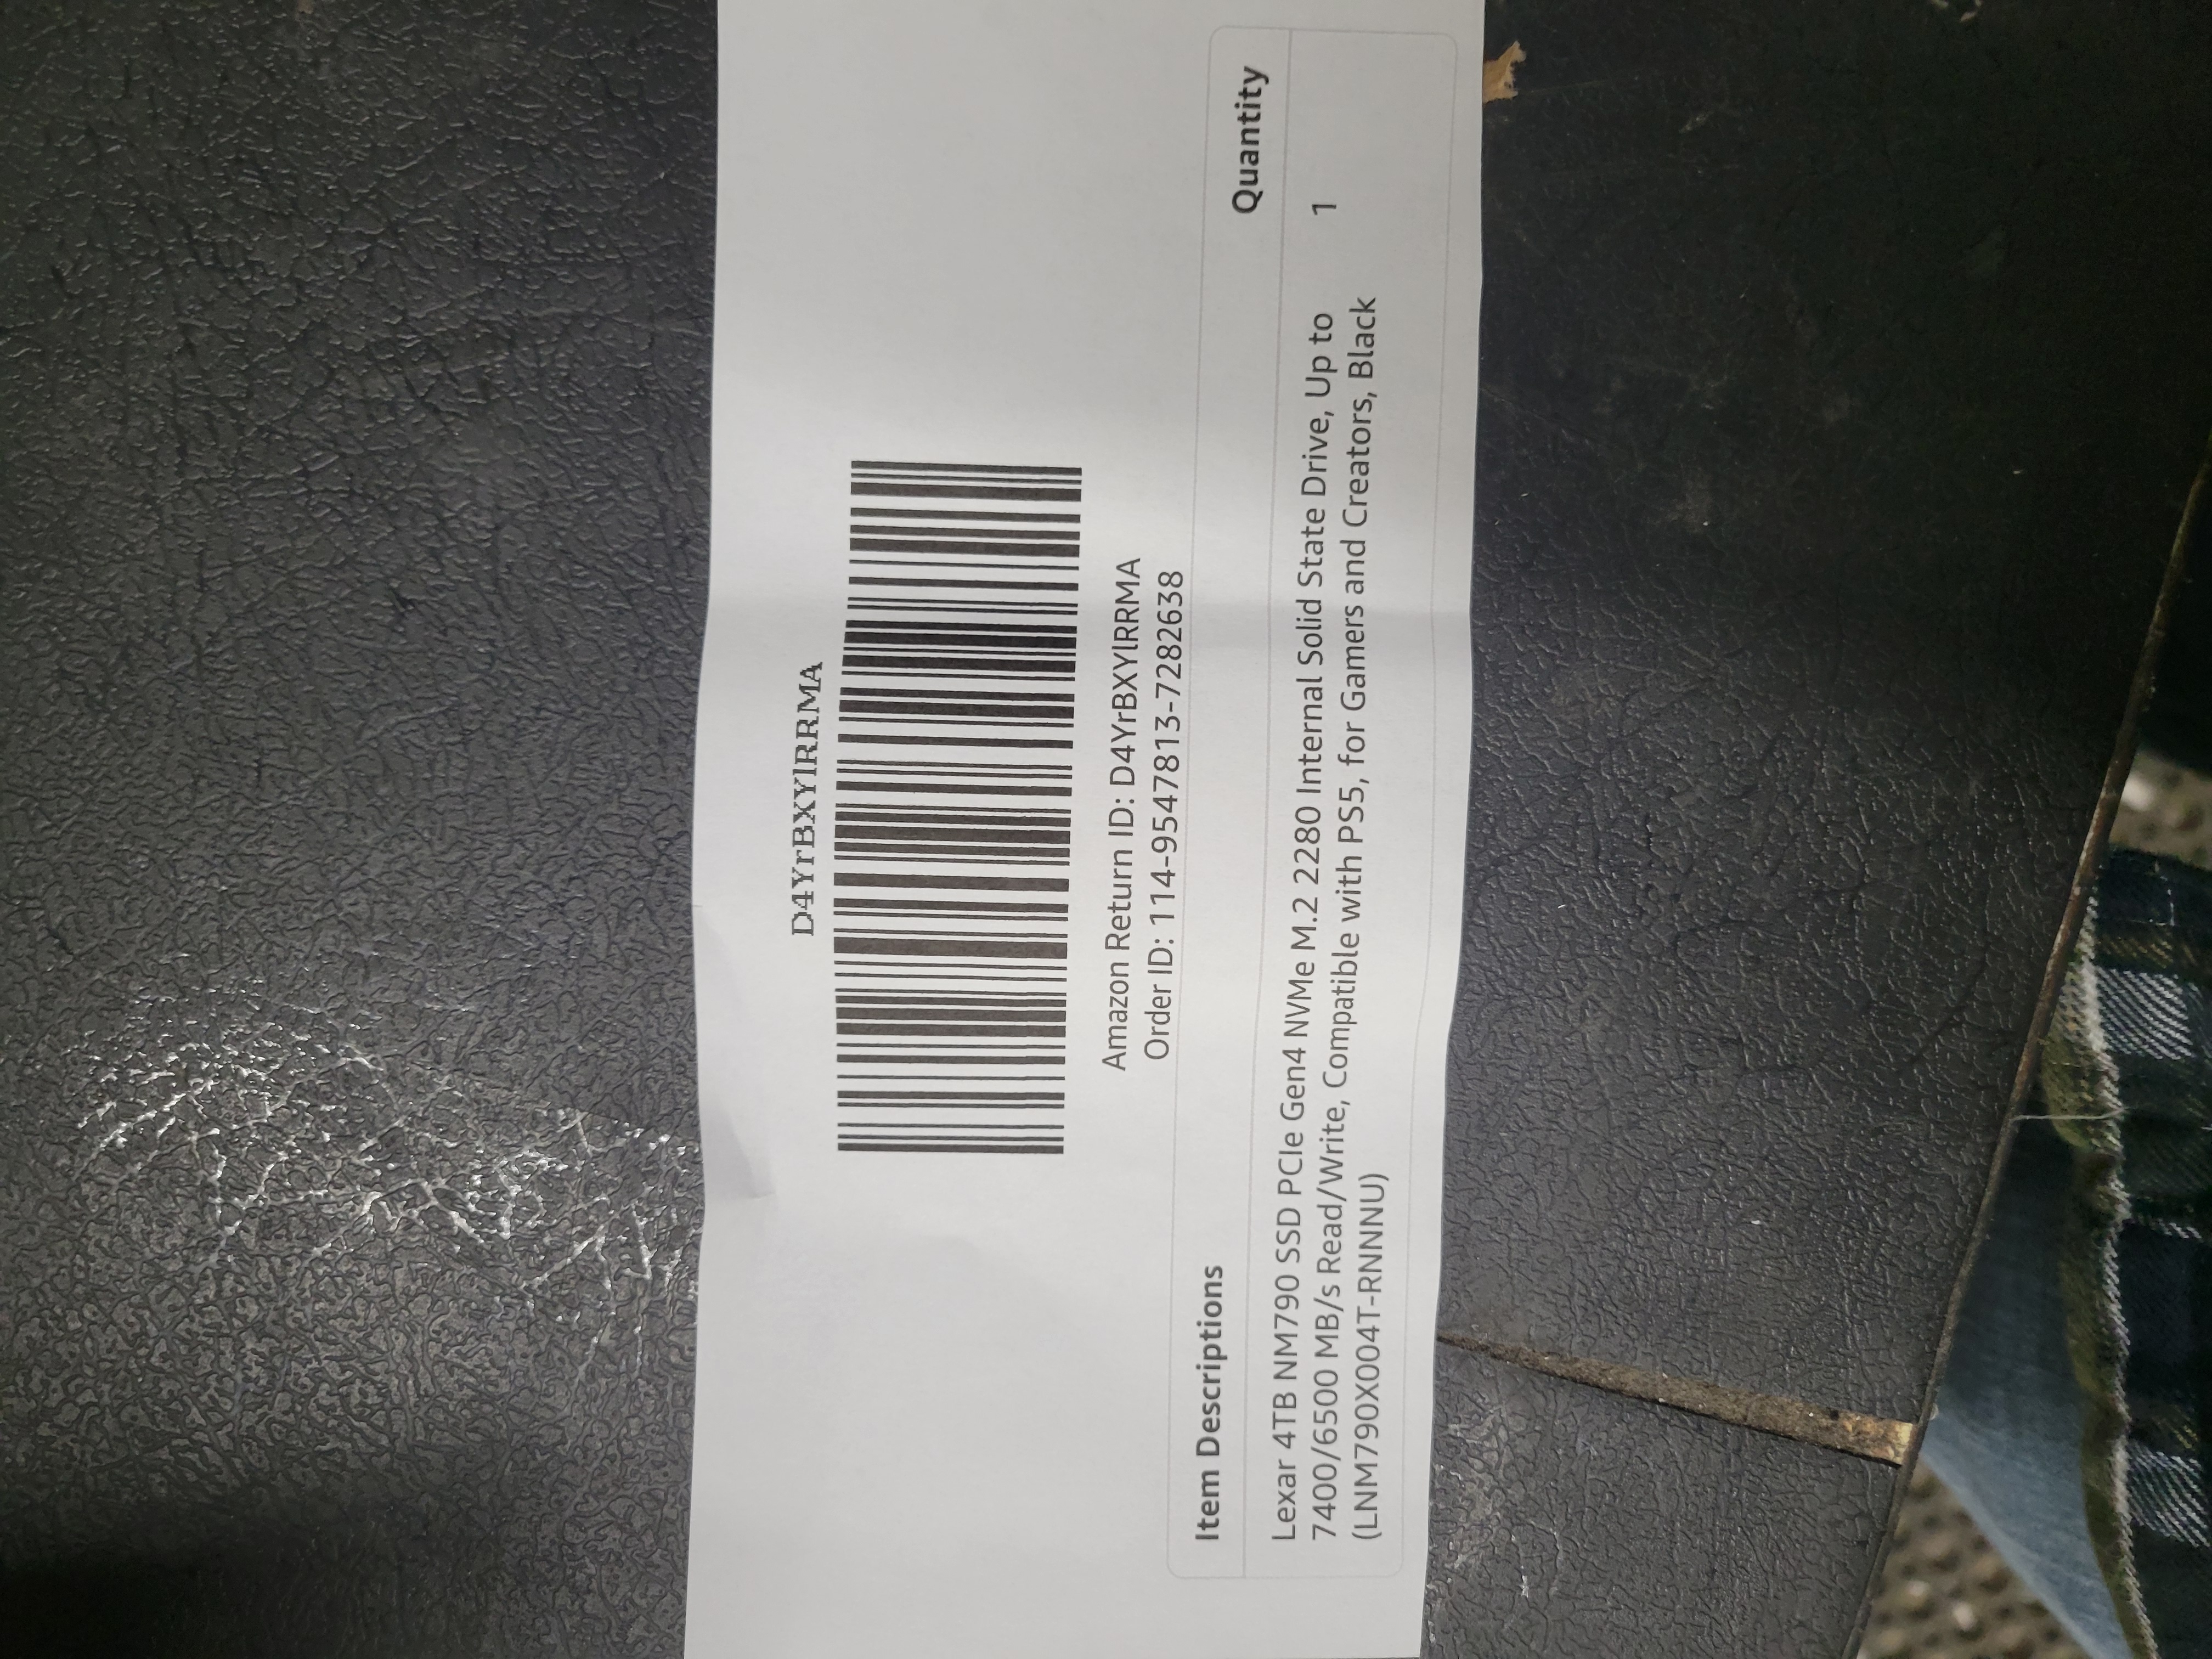 D4YrBXYlRRMA
Amazon Return ID: D4YrBXYlRRMA
Order ID: 114-9547813-7282638
Item Descriptions Quantity
Lexar 4TB NM790 SSD PCIe Gen4 NVMe M.2 2280 Internal Solid State Drive, Up to 1
7400/6500 MB/s Read/Write, Compatible with PS5, for Gamers and Creators, Black
(LNM790X004T-RNNNU)